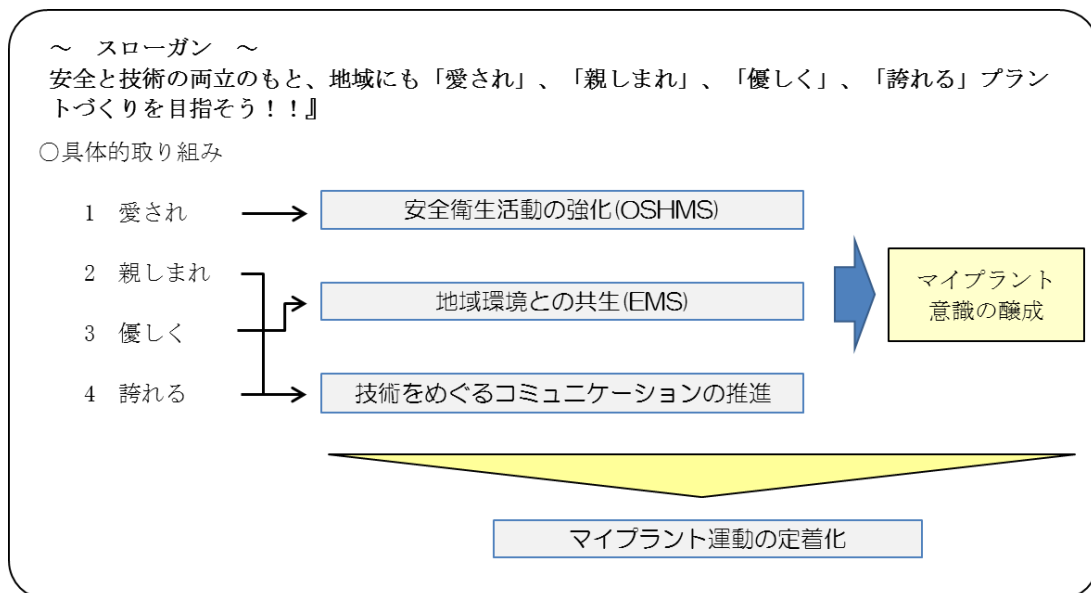 ～　スローガン　～
安全と技術の両立のもと、地域にも「愛され」、「親しまれ」、「優しく」、「誇れる」プラン
トづくりを目指そう！！』
○具体的取り組み
1　愛され
安全衛生活動の強化(OSHMS)
2　親しまれ
地域環境との共生(EMS)
マイプラント
意識の醸成
3　優しく
4　誇れる
技術をめぐるコミュニケーションの推進
マイプラント運動の定着化